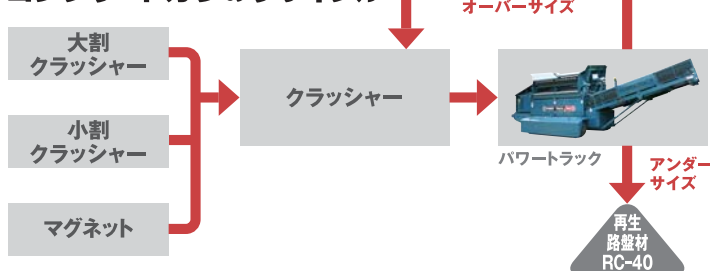 オーバーサイズ
大割
クラッシャー
クラッシャー
小割
クラッシャー
パワートラック
アンダー
サイズ
マグネット
再生
路盤材
RC-40